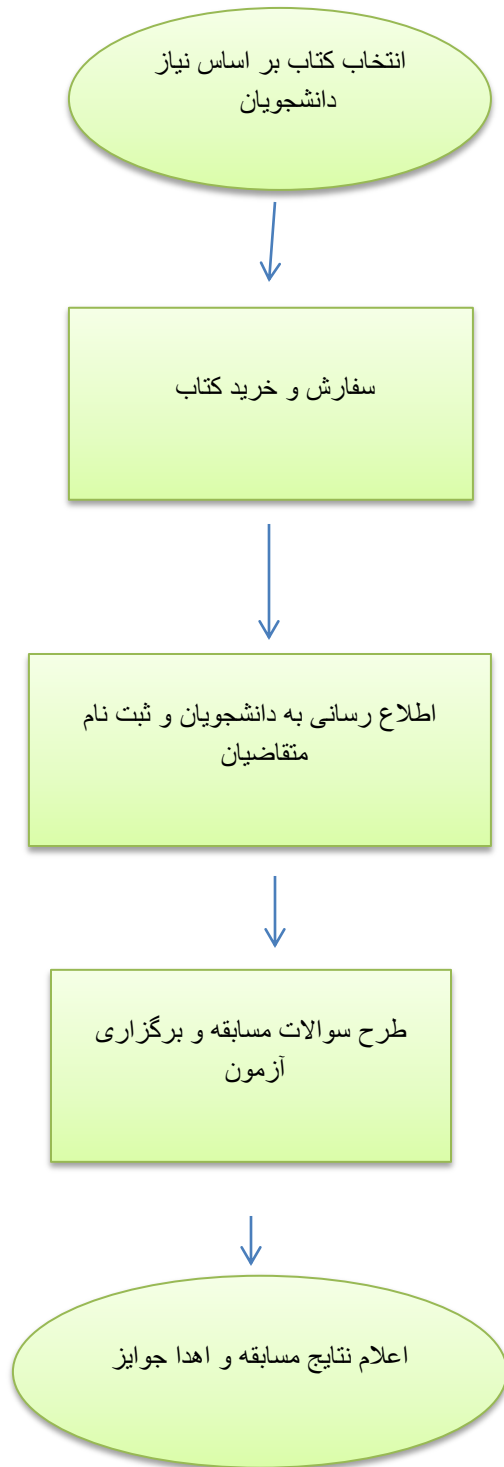 انتخاب کتاب بر اساس نیاز
دانشجویان
سفارش و خرید کتاب
اطلاع رسانی به دانشجویان و ثبت نام
متقاضیان
طرح سوالات مسابقه و برگزاری
آزمون
اعلام نتایج مسابقه و اهدا جوایز